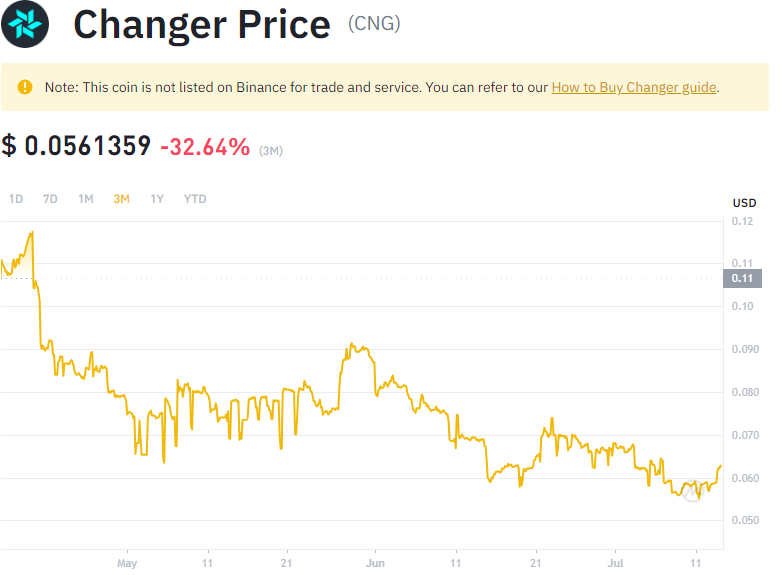 Changer Price (CNG)
Note: This coin is not listed on Binance for trade and service. You can refer to our How to Buy Changer guide.
$ 0.0561359 -32.64% (3M)
1D 7D 1M 3M 1Y YTD
USD
0.12
0.11
0.11
0.10
0.090
0.080
0.070
0.060
0.050
May 11 21 Jun 11 21 Jul 11